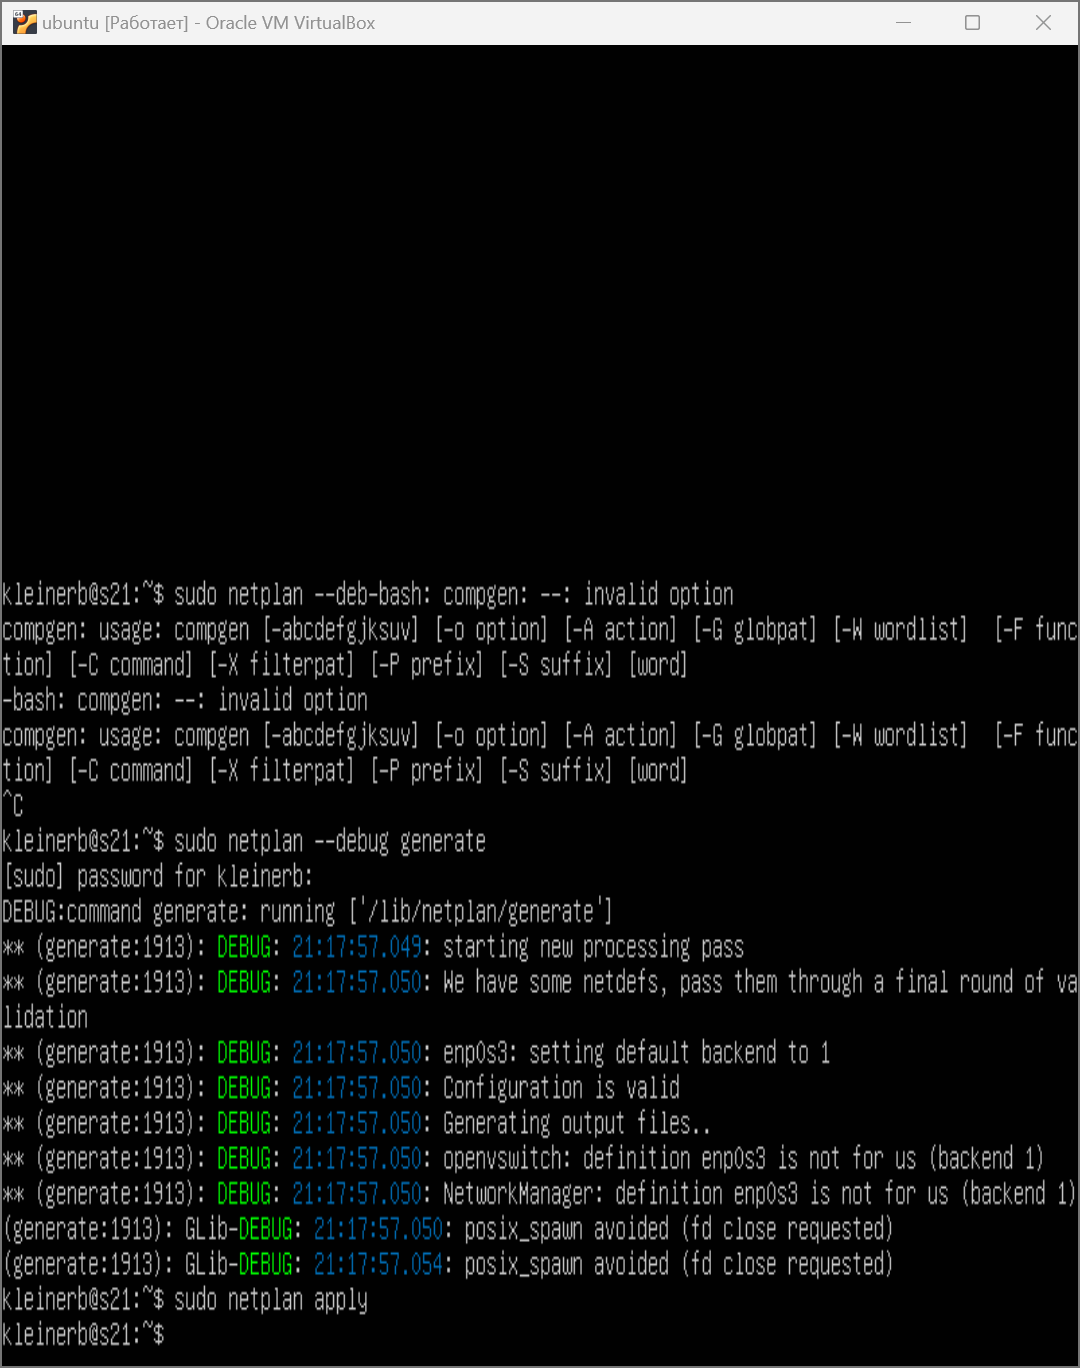 64
ubuntu [Работает] - Oracle VM VirtualBox
kleinerb@s21:~$ sudo netplan --deb-bash: compgen: --: invalid option
compgen: usage: compgen [-abcdefgjksuv] [-o option] [-A action] [-G globpat] [-W wordlist]  [-F func
tion] [-C command] [-X filterpat] [-P prefix] [-S suffix] [word]
-bash: compgen: --: invalid option
compgen: usage: compgen [-abcdefgjksuv] [-o option] [-A action] [-G globpat] [-W wordlist]  [-F func
tion] [-C command] [-X filterpat] [-P prefix] [-S suffix] [word]
^C
kleinerb@s21:~$ sudo netplan --debug generate
[sudo] password for kleinerb:
DEBUG:command generate: running ['/lib/netplan/generate']
** (generate:1913): DEBUG: 21:17:57.049: starting new processing pass
** (generate:1913): DEBUG: 21:17:57.050: We have some netdefs, pass them through a final round of va
lidation
** (generate:1913): DEBUG: 21:17:57.050: enp0s3: setting default backend to 1
** (generate:1913): DEBUG: 21:17:57.050: Configuration is valid
** (generate:1913): DEBUG: 21:17:57.050: Generating output files..
** (generate:1913): DEBUG: 21:17:57.050: openvswitch: definition enp0s3 is not for us (backend 1)
** (generate:1913): DEBUG: 21:17:57.050: NetworkManager: definition enp0s3 is not for us (backend 1)
(generate:1913): GLib-DEBUG: 21:17:57.050: posix_spawn avoided (fd close requested)
(generate:1913): GLib-DEBUG: 21:17:57.054: posix_spawn avoided (fd close requested)
kleinerb@s21:~$ sudo netplan apply
kleinerb@s21:~$